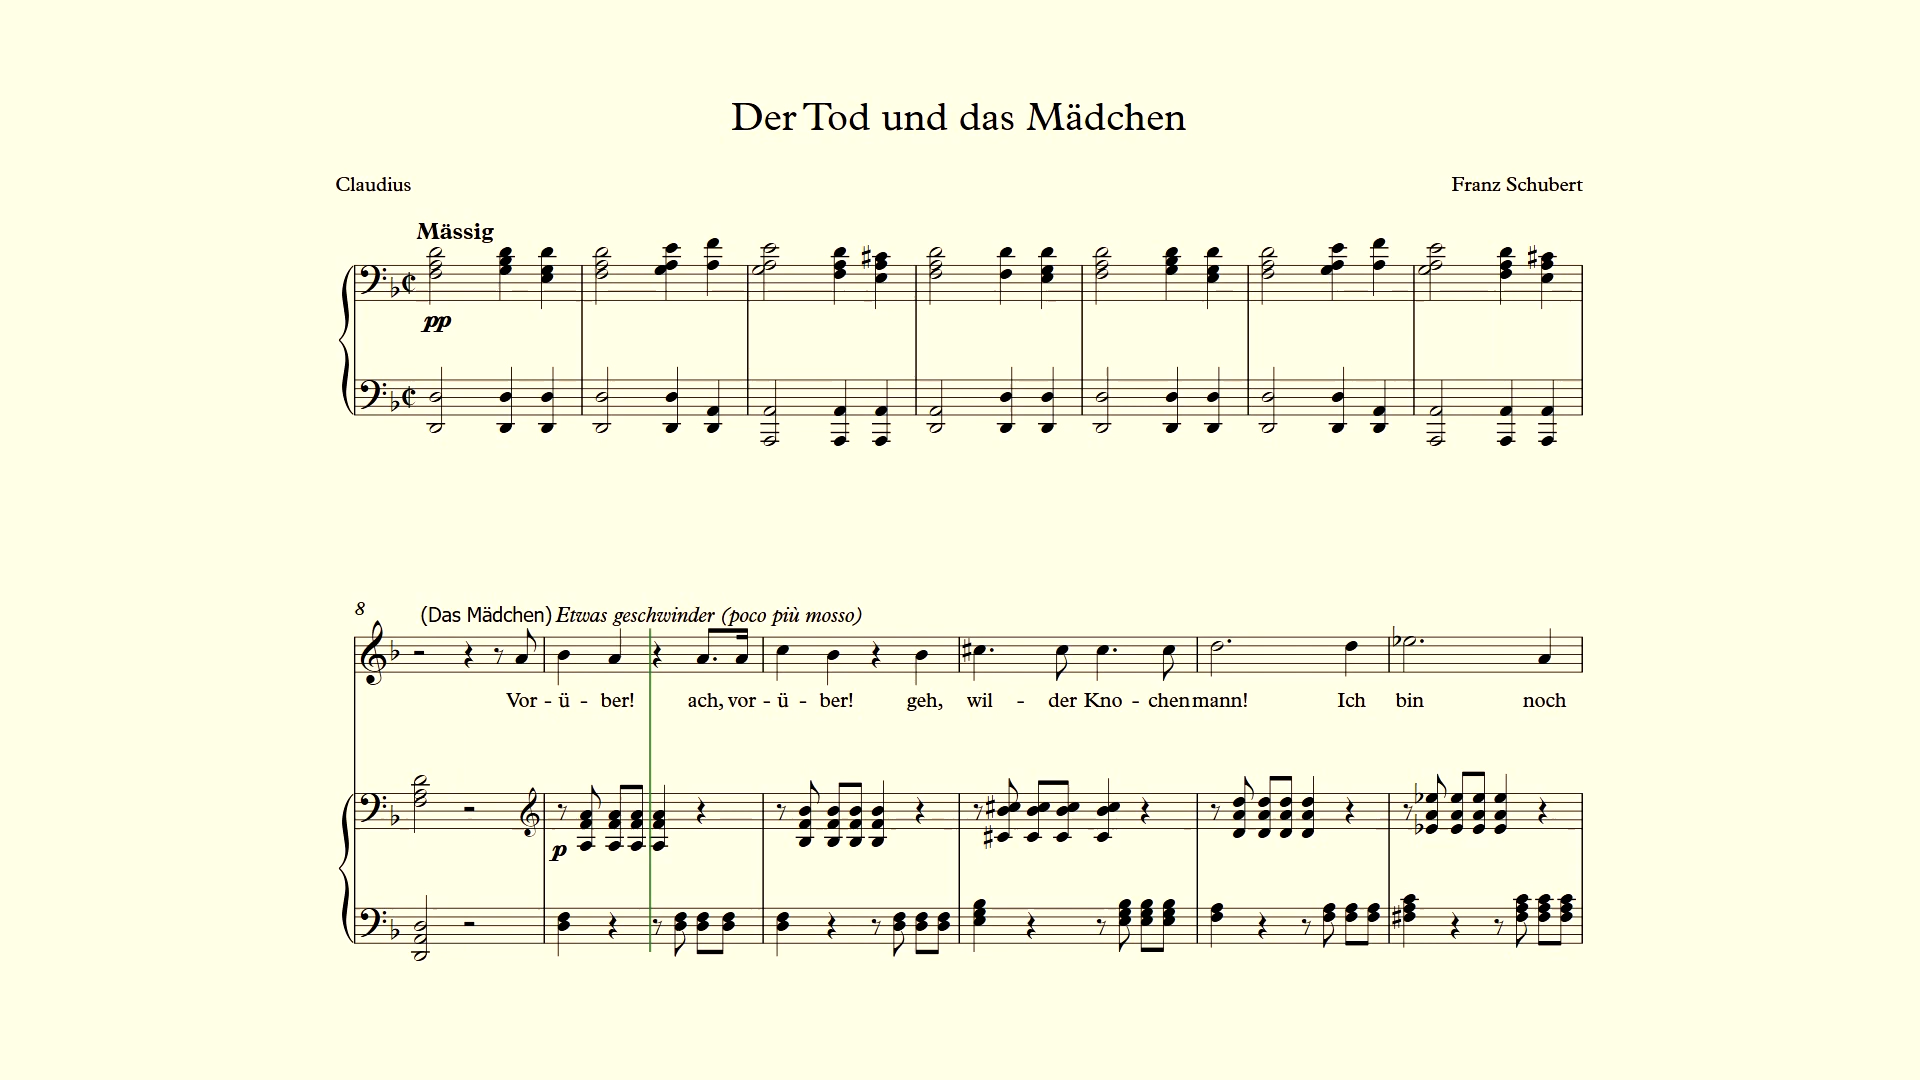 Der Tod und das Mädchen
Claudius
Franz Schubert
Mässig
pp
8
(Das Mädchen) Etwas geschwinder (poco più mosso)
Vor - ü - ber! ach, vor - ü - ber! geh, wil - der Kno - chen mann! Ich bin noch
p